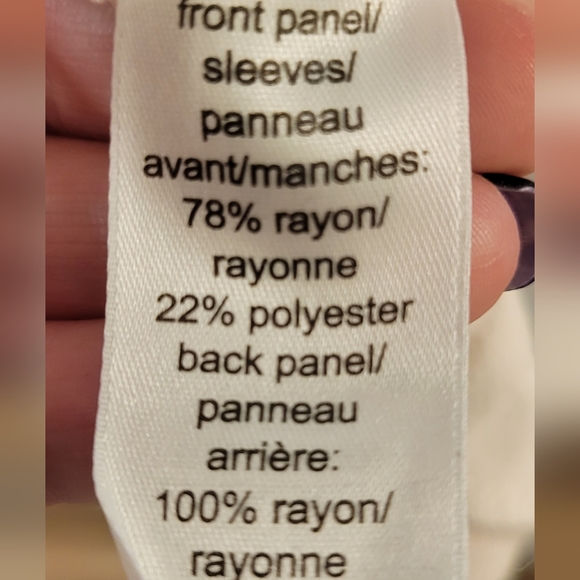 front panel/
sleeves/
panneau
avant/manches:
78% rayon/
rayonne
22% polyester
back panel/
panneau
arrière:
100% rayon/
rayonne